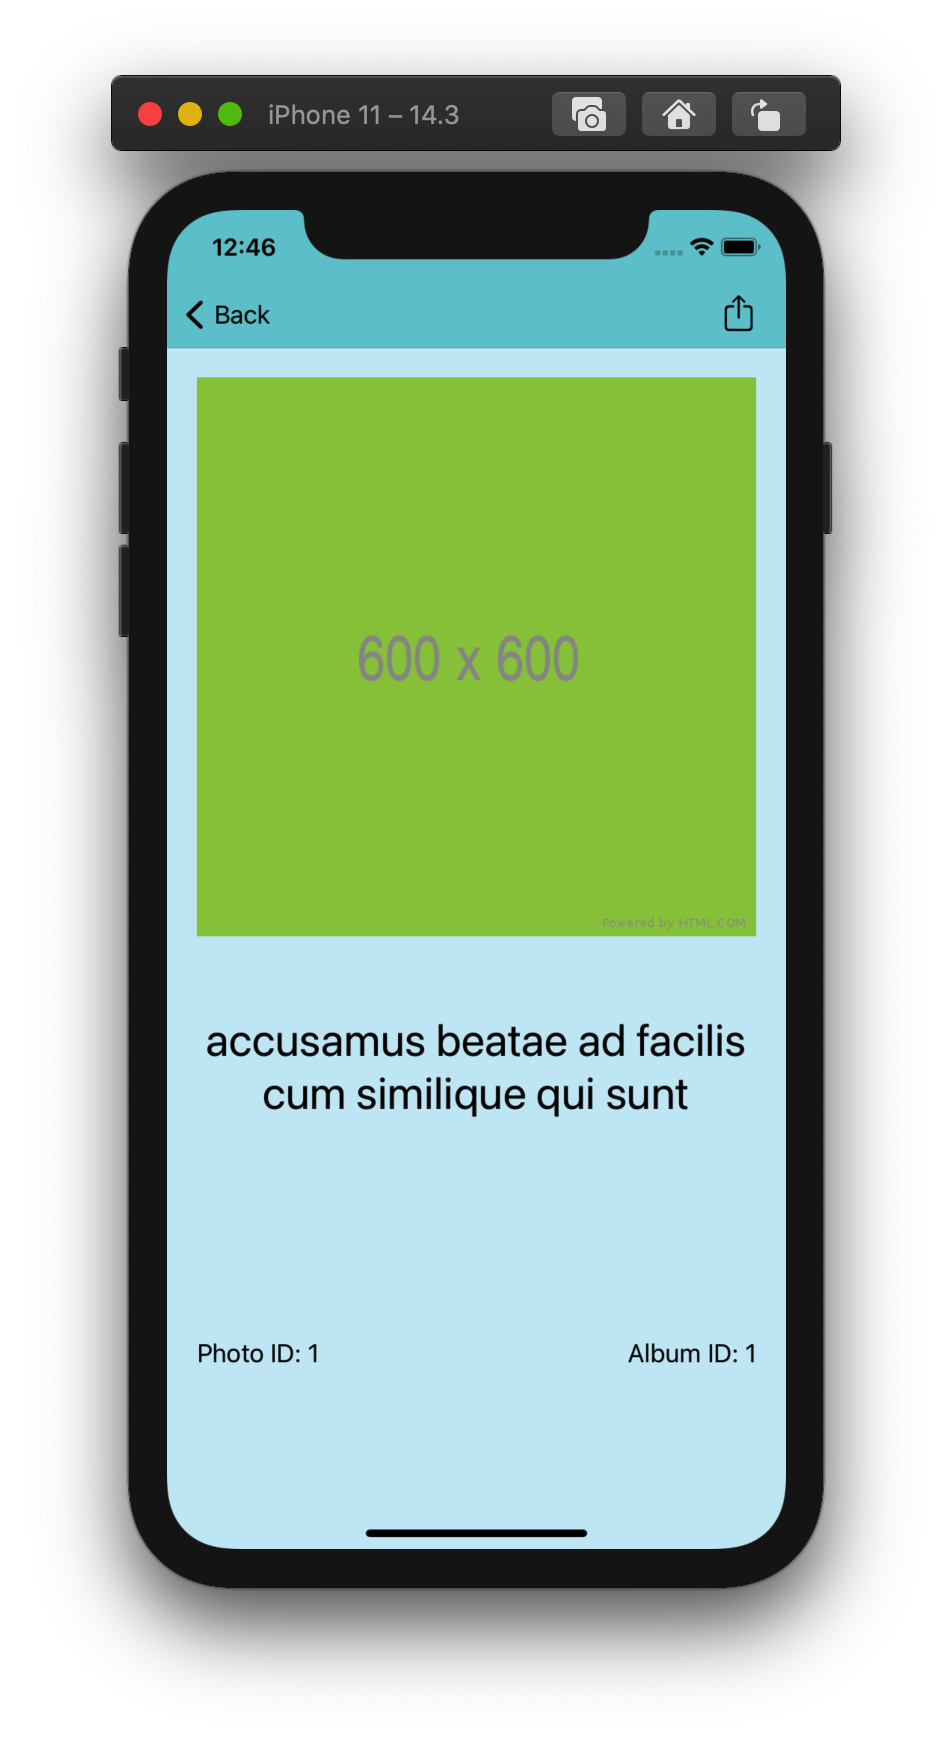 iPhone 11 – 14.3
12:46
Back
600 x 600
Powered by HTML.COM
accusamus beatae ad facilis
cum similique qui sunt
Photo ID: 1
Album ID: 1